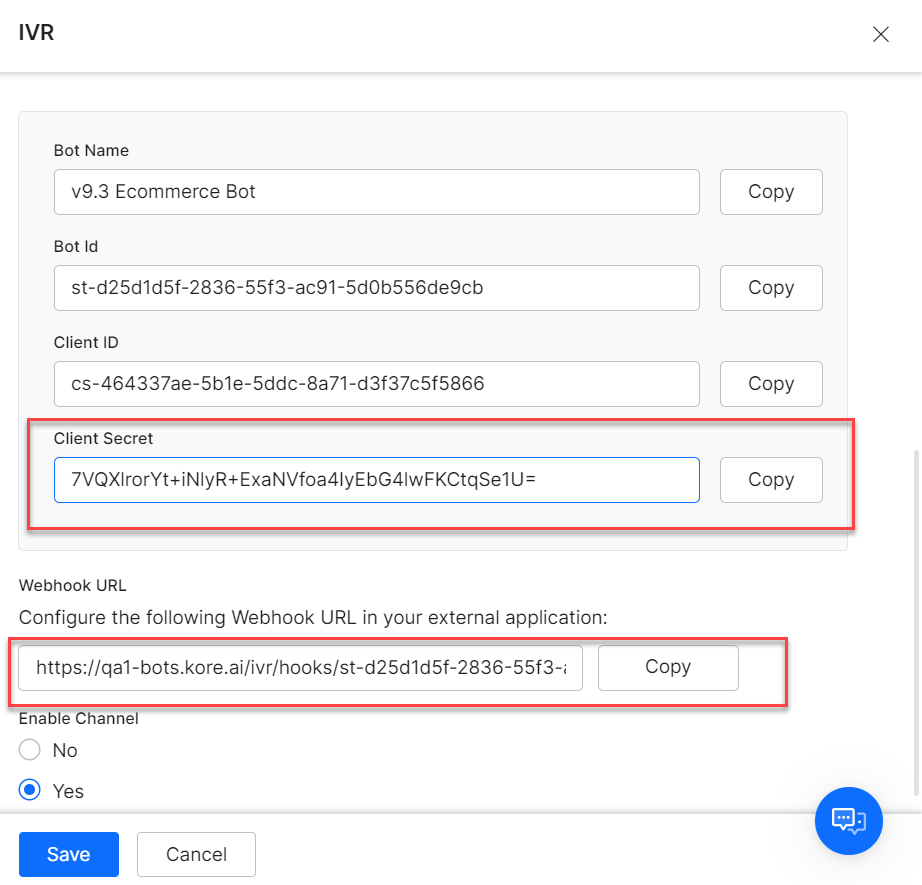 IVR
Bot Name
v9.3 Ecommerce Bot
Copy
Bot Id
st-d25d1d5f-2836-55f3-ac91-5d0b556de9cb
Copy
Client ID
cs-464337ae-5b1e-5ddc-8a71-d3f37c5f5866
Copy
Client Secret
7VQXlrorYt+iNlyR+ExaNVfoa4IyEbG4lwFKCtqSe1U=
Copy
Webhook URL
Configure the following Webhook URL in your external application:
https://qa1-bots.kore.ai/ivr/hooks/st-d25d1d5f-2836-55f3-a
Copy
Enable Channel
No
Yes
Save
Cancel